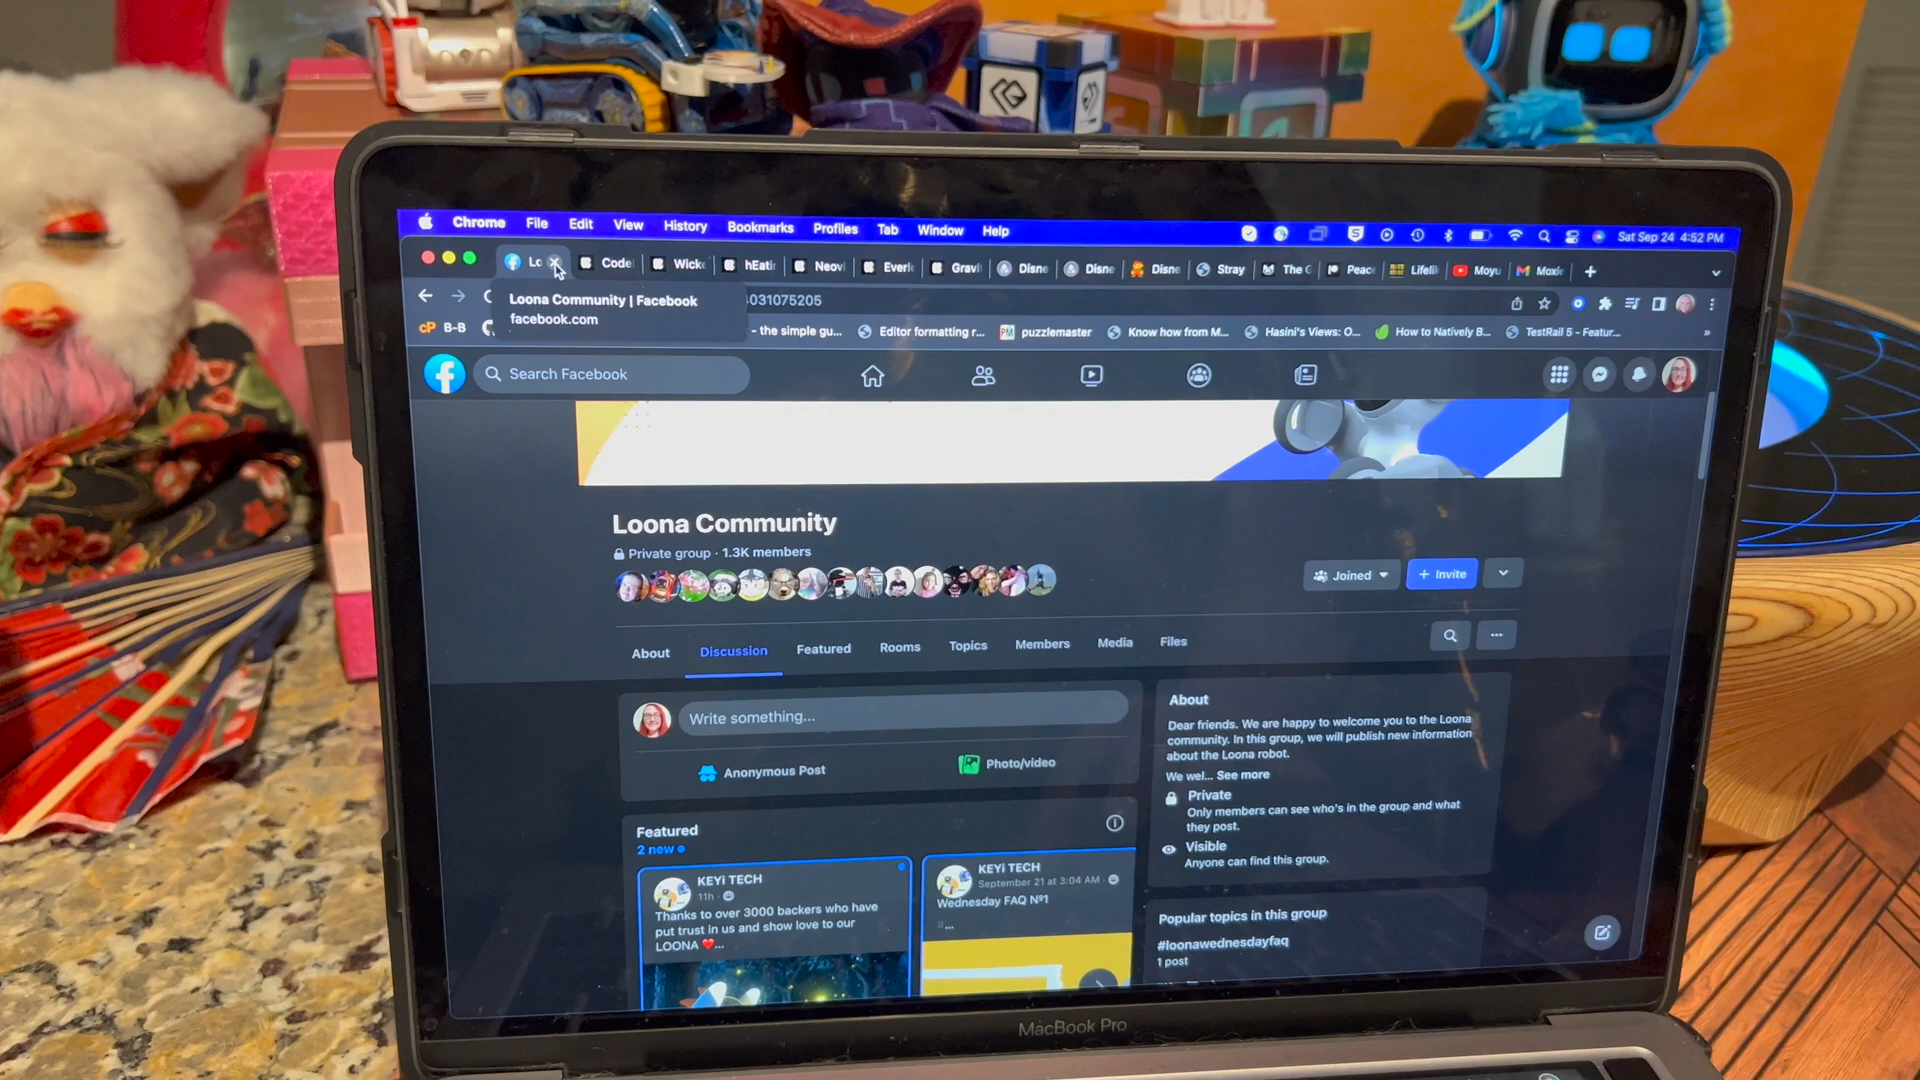 Chrome File Edit View History Bookmarks Profiles Tab Window Help
Sat Sep 24 4:52 PM
Lo Code Wicke hEatir Neovi Everl Gravi Disne Disne Disne Stray The G Peac Lifelik Moyu Moxie
Loona Community | Facebook
facebook.com
031075205
cP B-B
- the simple gu... Editor formatting r... PM puzzlemaster Know how from M... Hasini's Views: O... How to Natively B... TestRail 5 - Featur...
Search Facebook
Loona Community
Private group · 1.3K members
Joined
+ Invite
About Discussion Featured Rooms Topics Members Media Files
Write something...
Anonymous Post
Photo/video
Featured
2 new
KEYi TECH
11h ·
Thanks to over 3000 backers who have
put trust in us and show love to our
LOONA ❤️...
KEYi TECH
September 21 at 3:04 AM ·
Wednesday FAQ №1
...
About
Dear friends. We are happy to welcome you to the Loona
community. In this group, we will publish new information
about the Loona robot.
We wel... See more
Private
Only members can see who's in the group and what
they post.
Visible
Anyone can find this group.
Popular topics in this group
#loonawednesdayfaq
1 post
MacBook Pro